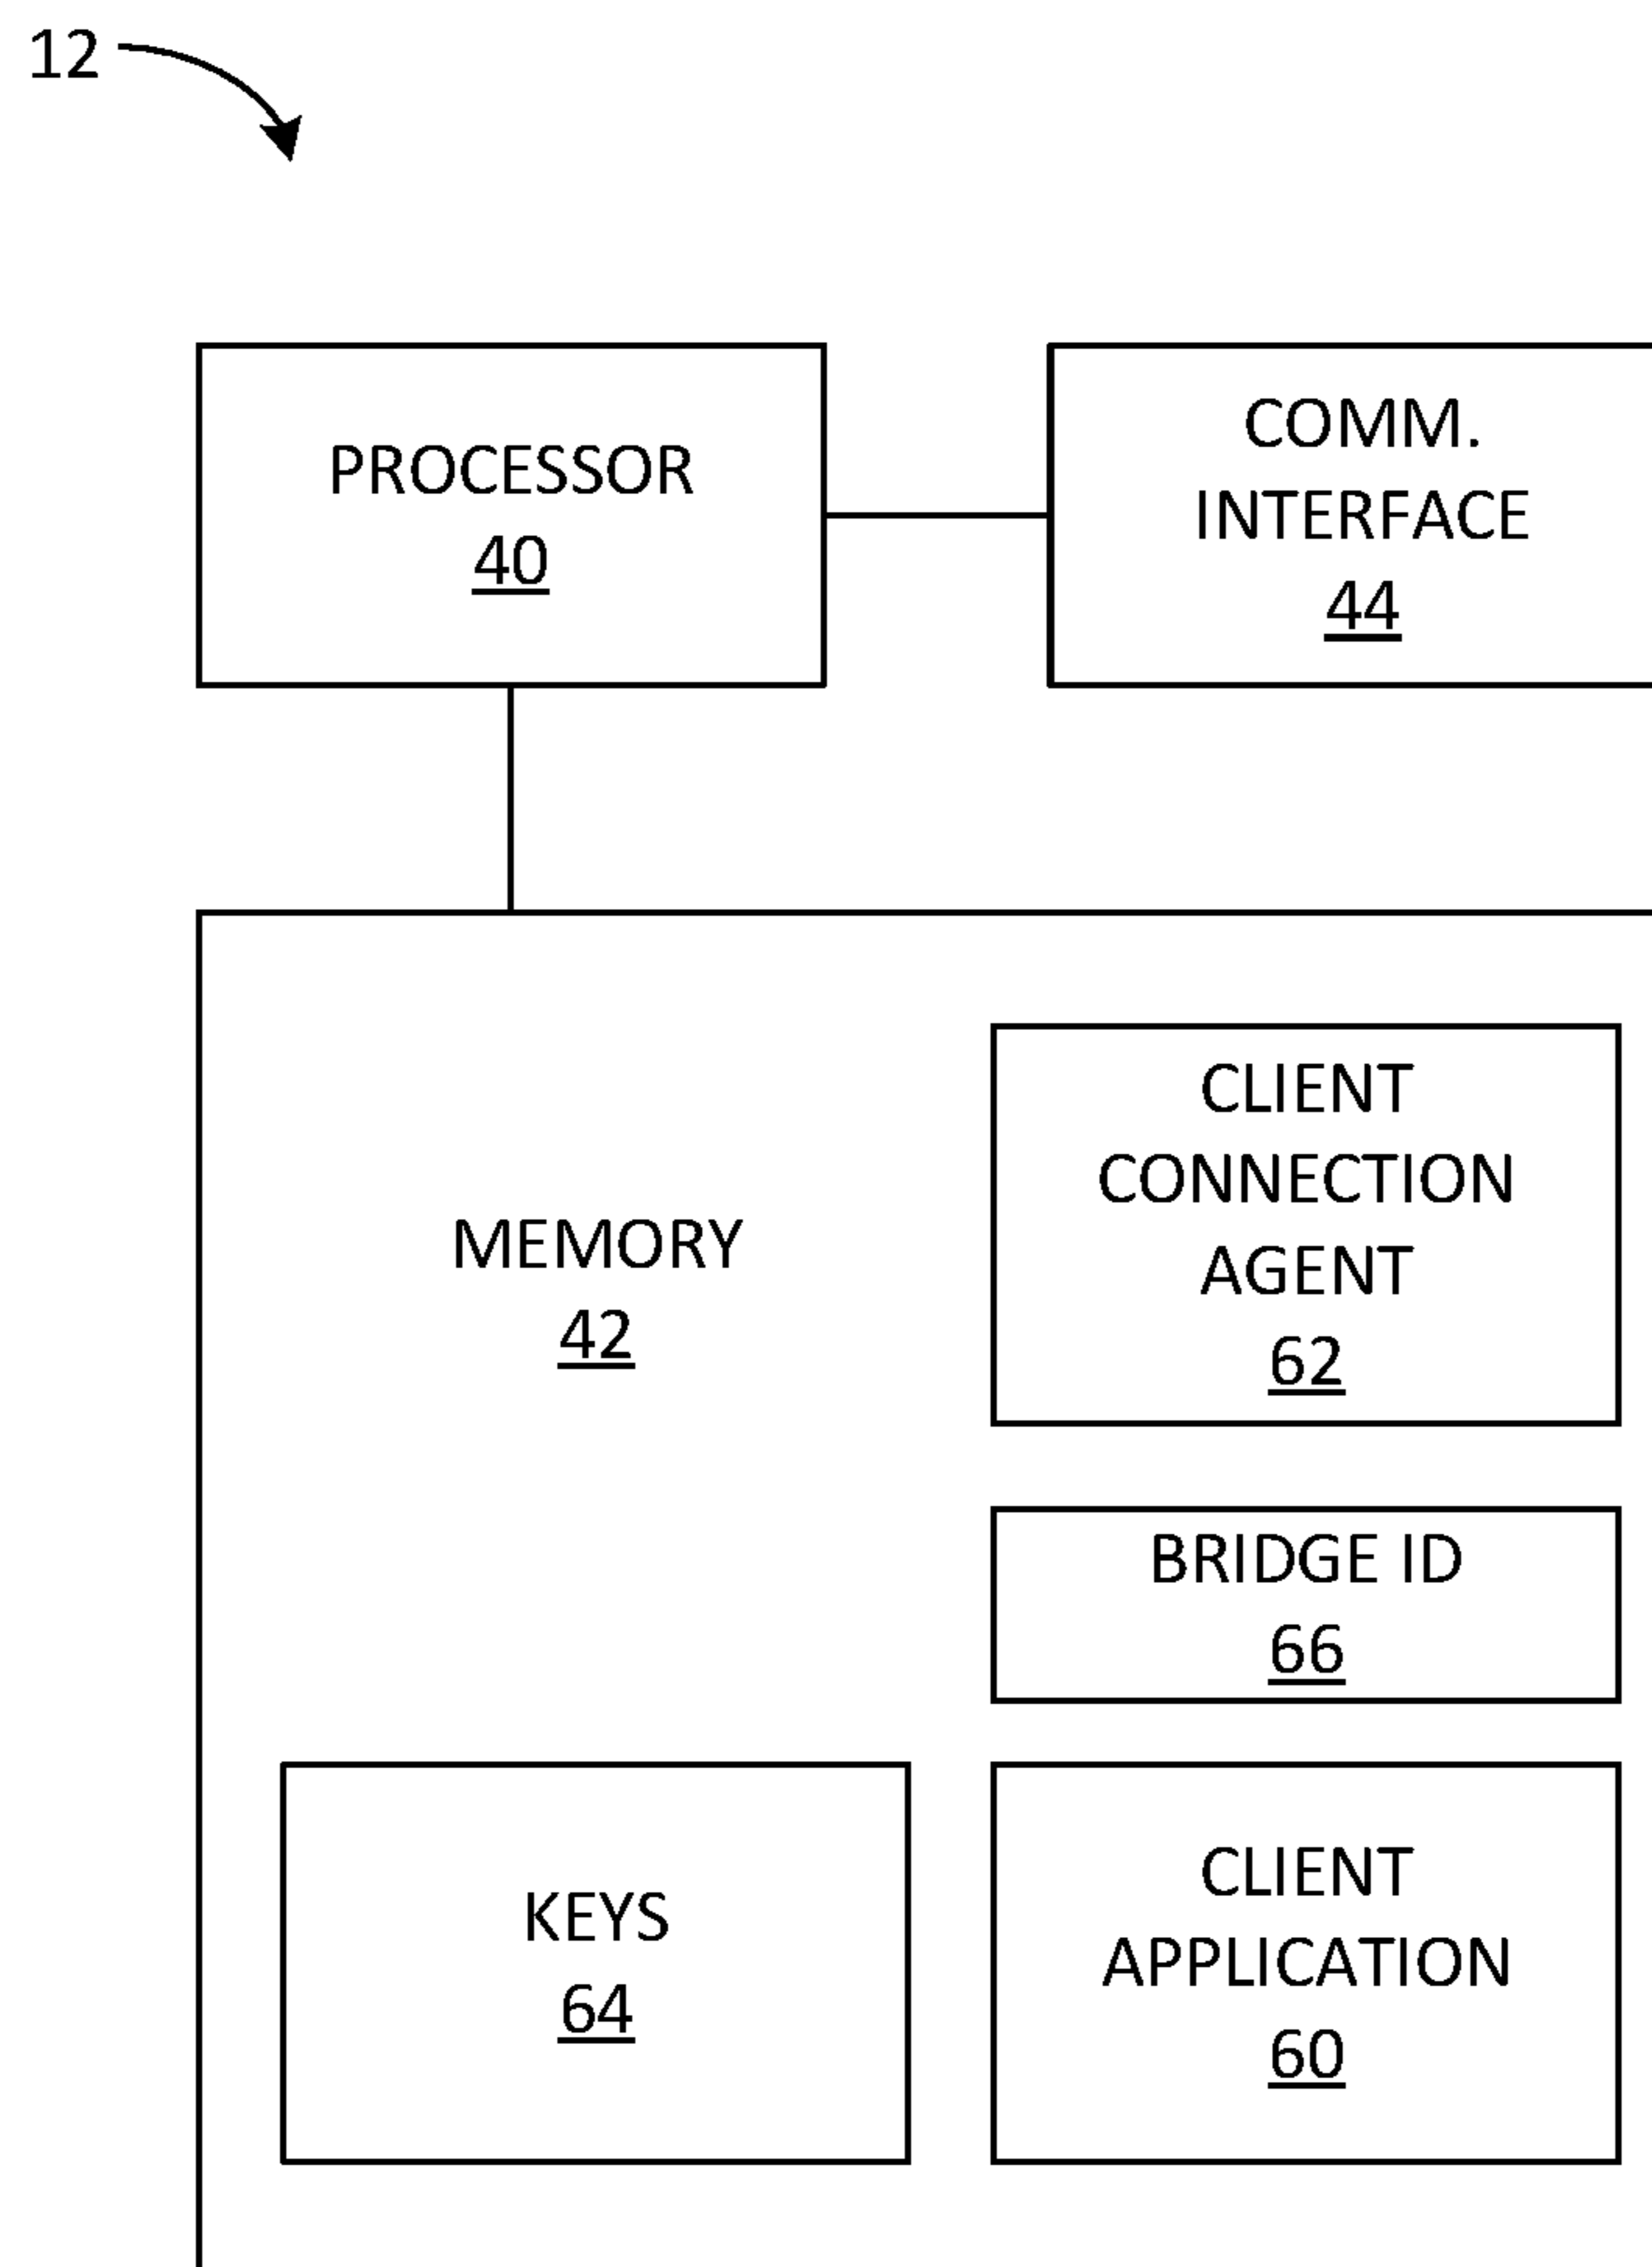 12
PROCESSOR
40
COMM.
INTERFACE
44
MEMORY
42
CLIENT
CONNECTION
AGENT
62
BRIDGE ID
66
KEYS
64
CLIENT
APPLICATION
60